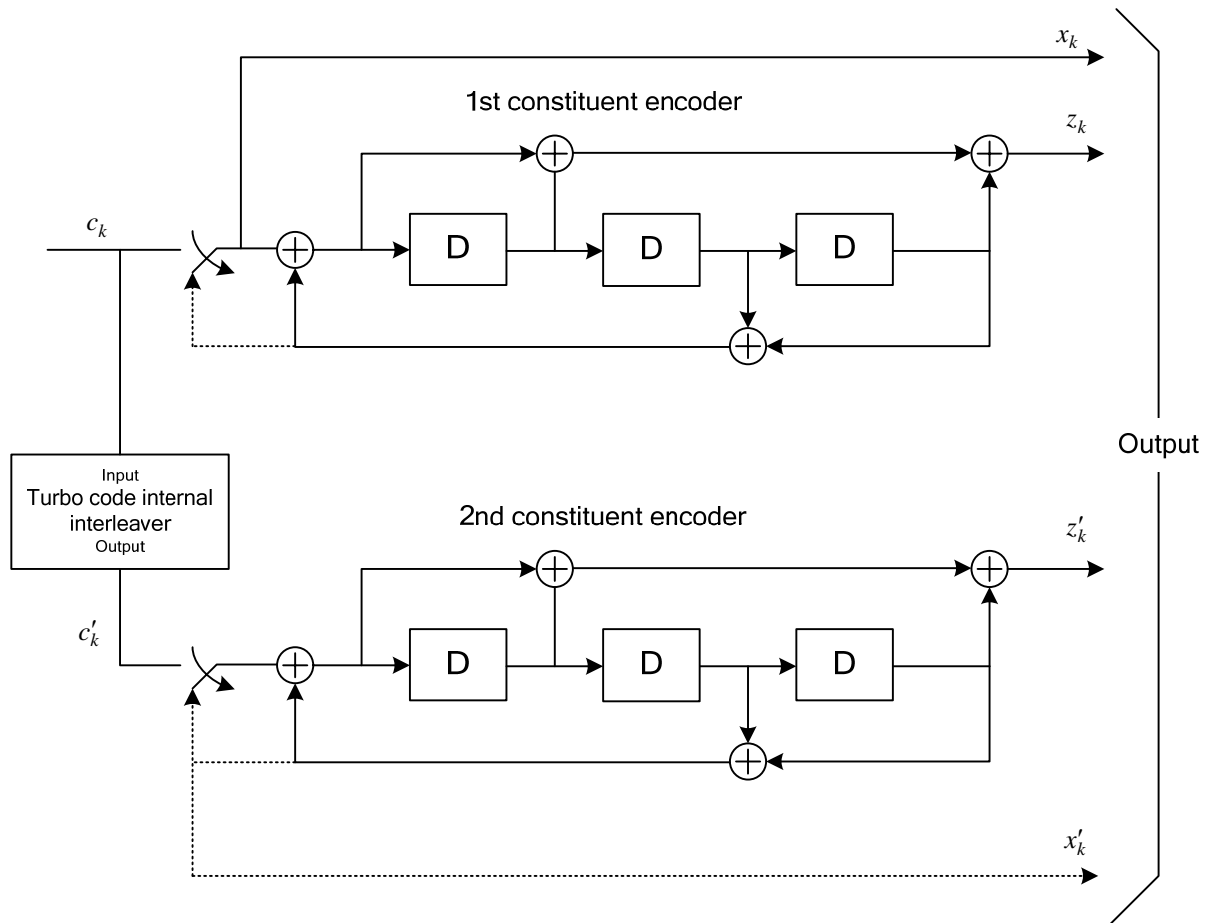 x_k
1st constituent encoder
z_k
c_k
D D D
Output
Input
Turbo code internal
interleaver
Output
2nd constituent encoder
z'_k
c'_k
D D D
x'_k